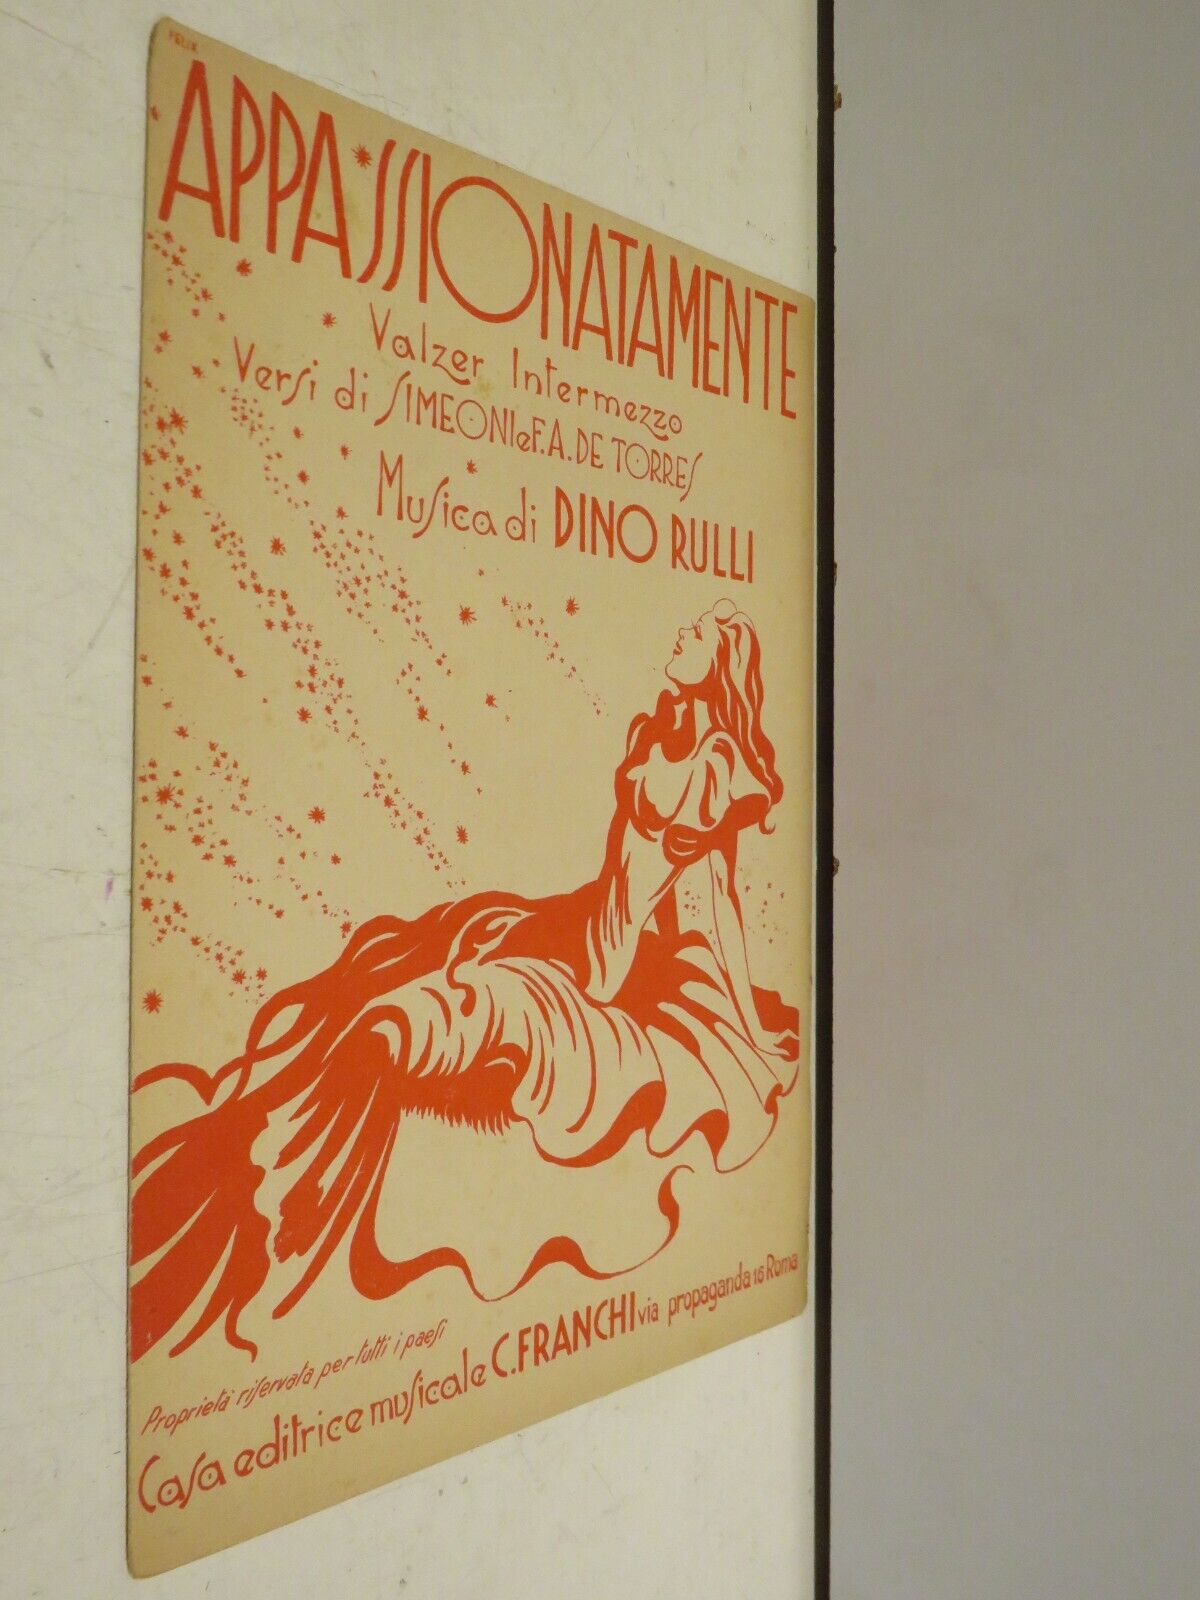 FELIX
APPASSIONATAMENTE
Valzer Intermezzo
Versi di SIMEONI e F.A. DE TORRES
Musica di DINO RULLI
Proprietà riservata per tutti i paesi
Casa editrice musicale C. FRANCHI via propaganda 16 Roma